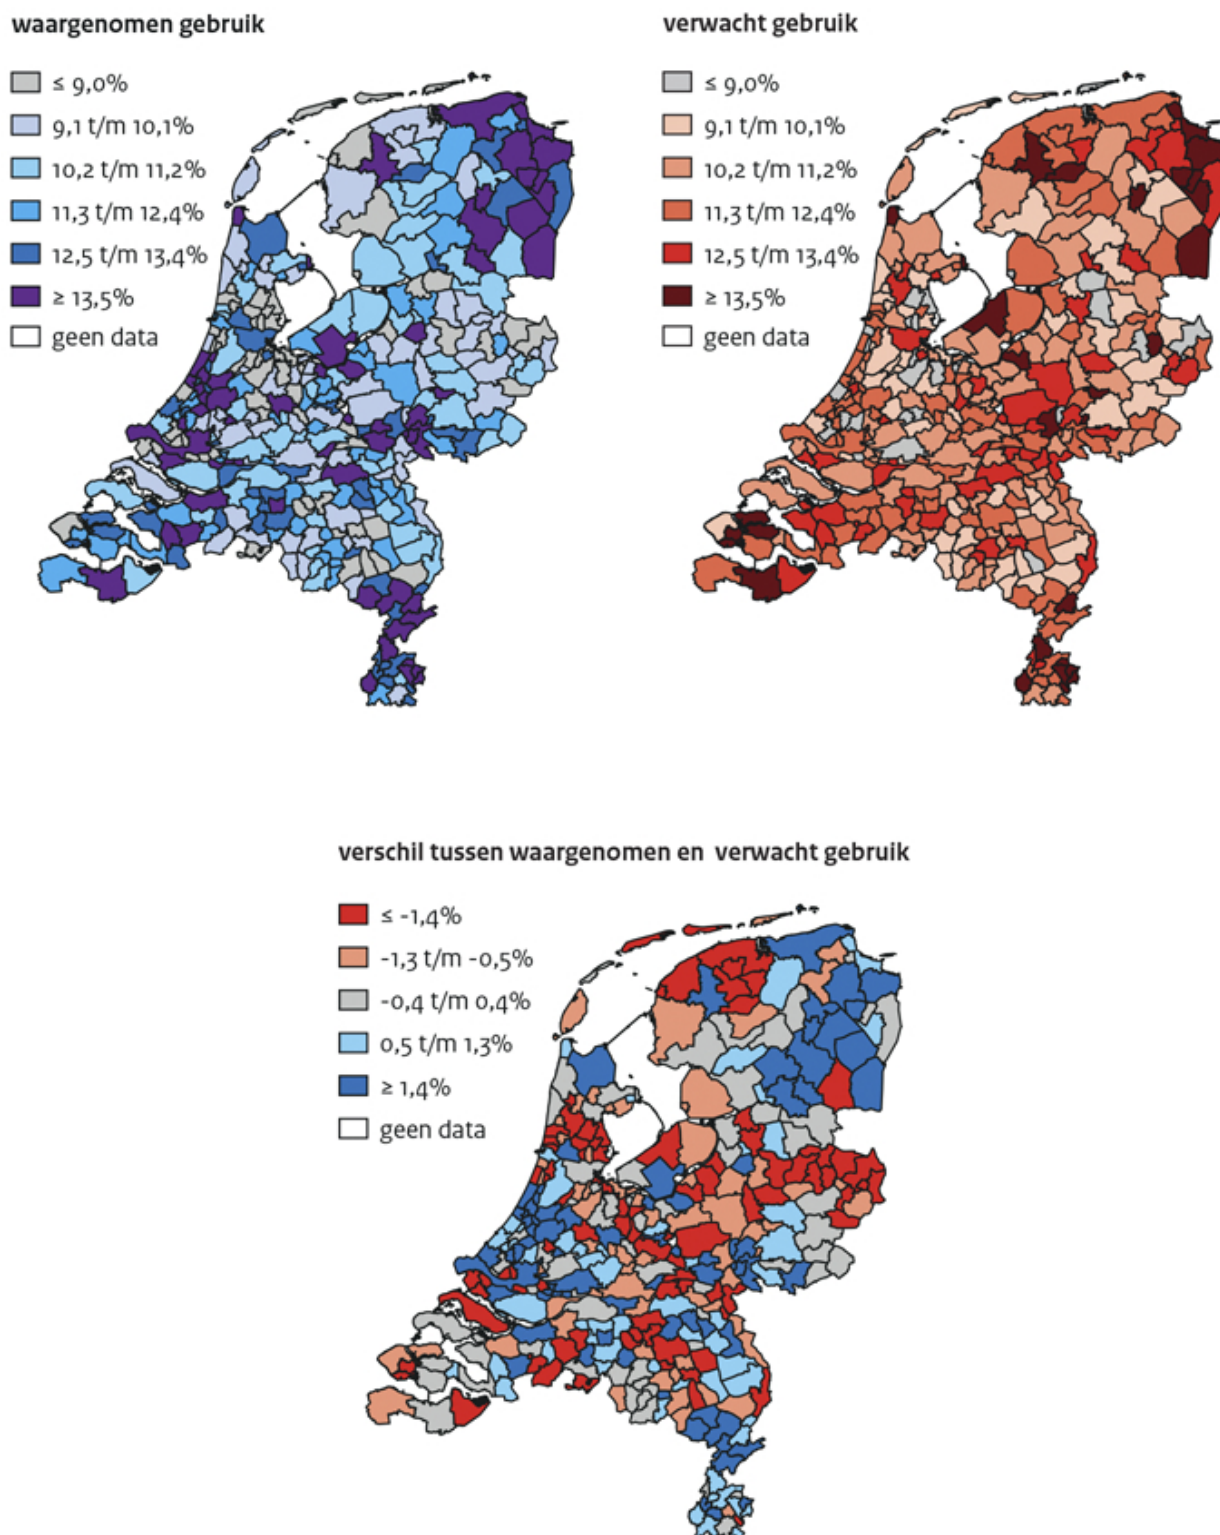 waargenomen gebruik
≤ 9,0%
9,1 t/m 10,1%
10,2 t/m 11,2%
11,3 t/m 12,4%
12,5 t/m 13,4%
≥ 13,5%
geen data
verwacht gebruik
≤ 9,0%
9,1 t/m 10,1%
10,2 t/m 11,2%
11,3 t/m 12,4%
12,5 t/m 13,4%
≥ 13,5%
geen data
verschil tussen waargenomen en verwacht gebruik
≤ -1,4%
-1,3 t/m -0,5%
-0,4 t/m 0,4%
0,5 t/m 1,3%
≥ 1,4%
geen data